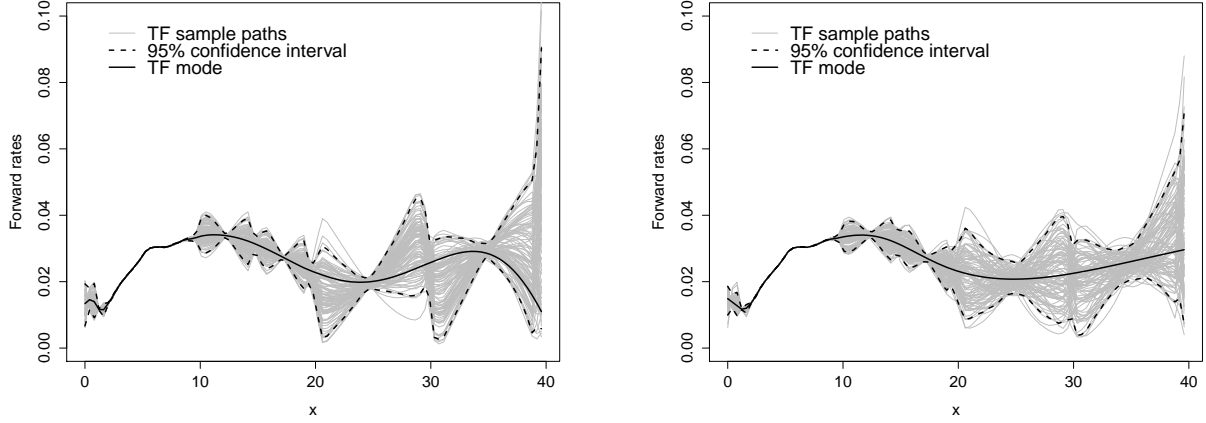 TF sample paths
95% confidence interval
TF mode
Forward rates
0.00 0.02 0.04 0.06 0.08 0.10
0 10 20 30 40
x
TF sample paths
95% confidence interval
TF mode
Forward rates
0.00 0.02 0.04 0.06 0.08 0.10
0 10 20 30 40
x